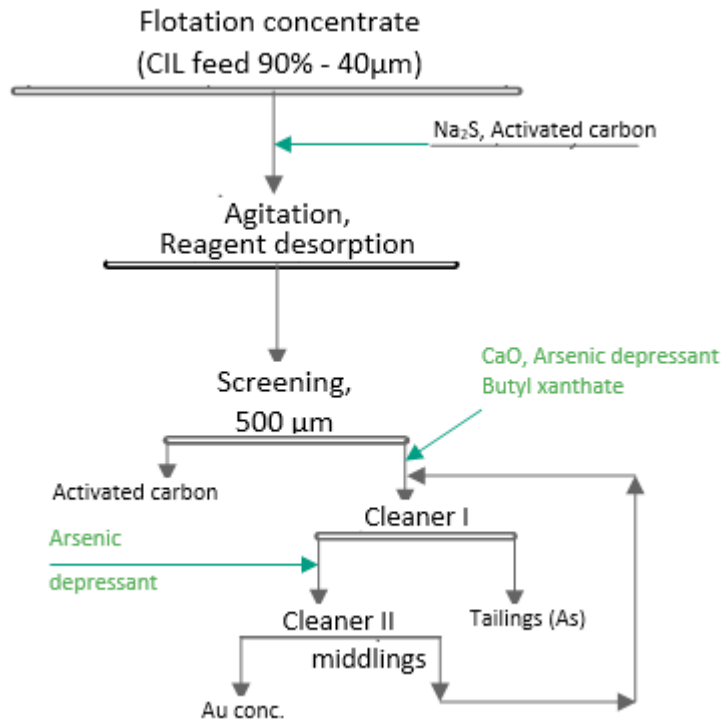 Flotation concentrate
(CIL feed 90% - 40µm)
Na₂S, Activated carbon
Agitation,
Reagent desorption
CaO, Arsenic depressant
Butyl xanthate
Screening,
500 µm
Activated carbon
Cleaner I
Arsenic
depressant
Tailings (As)
Cleaner II
middlings
Au conc.